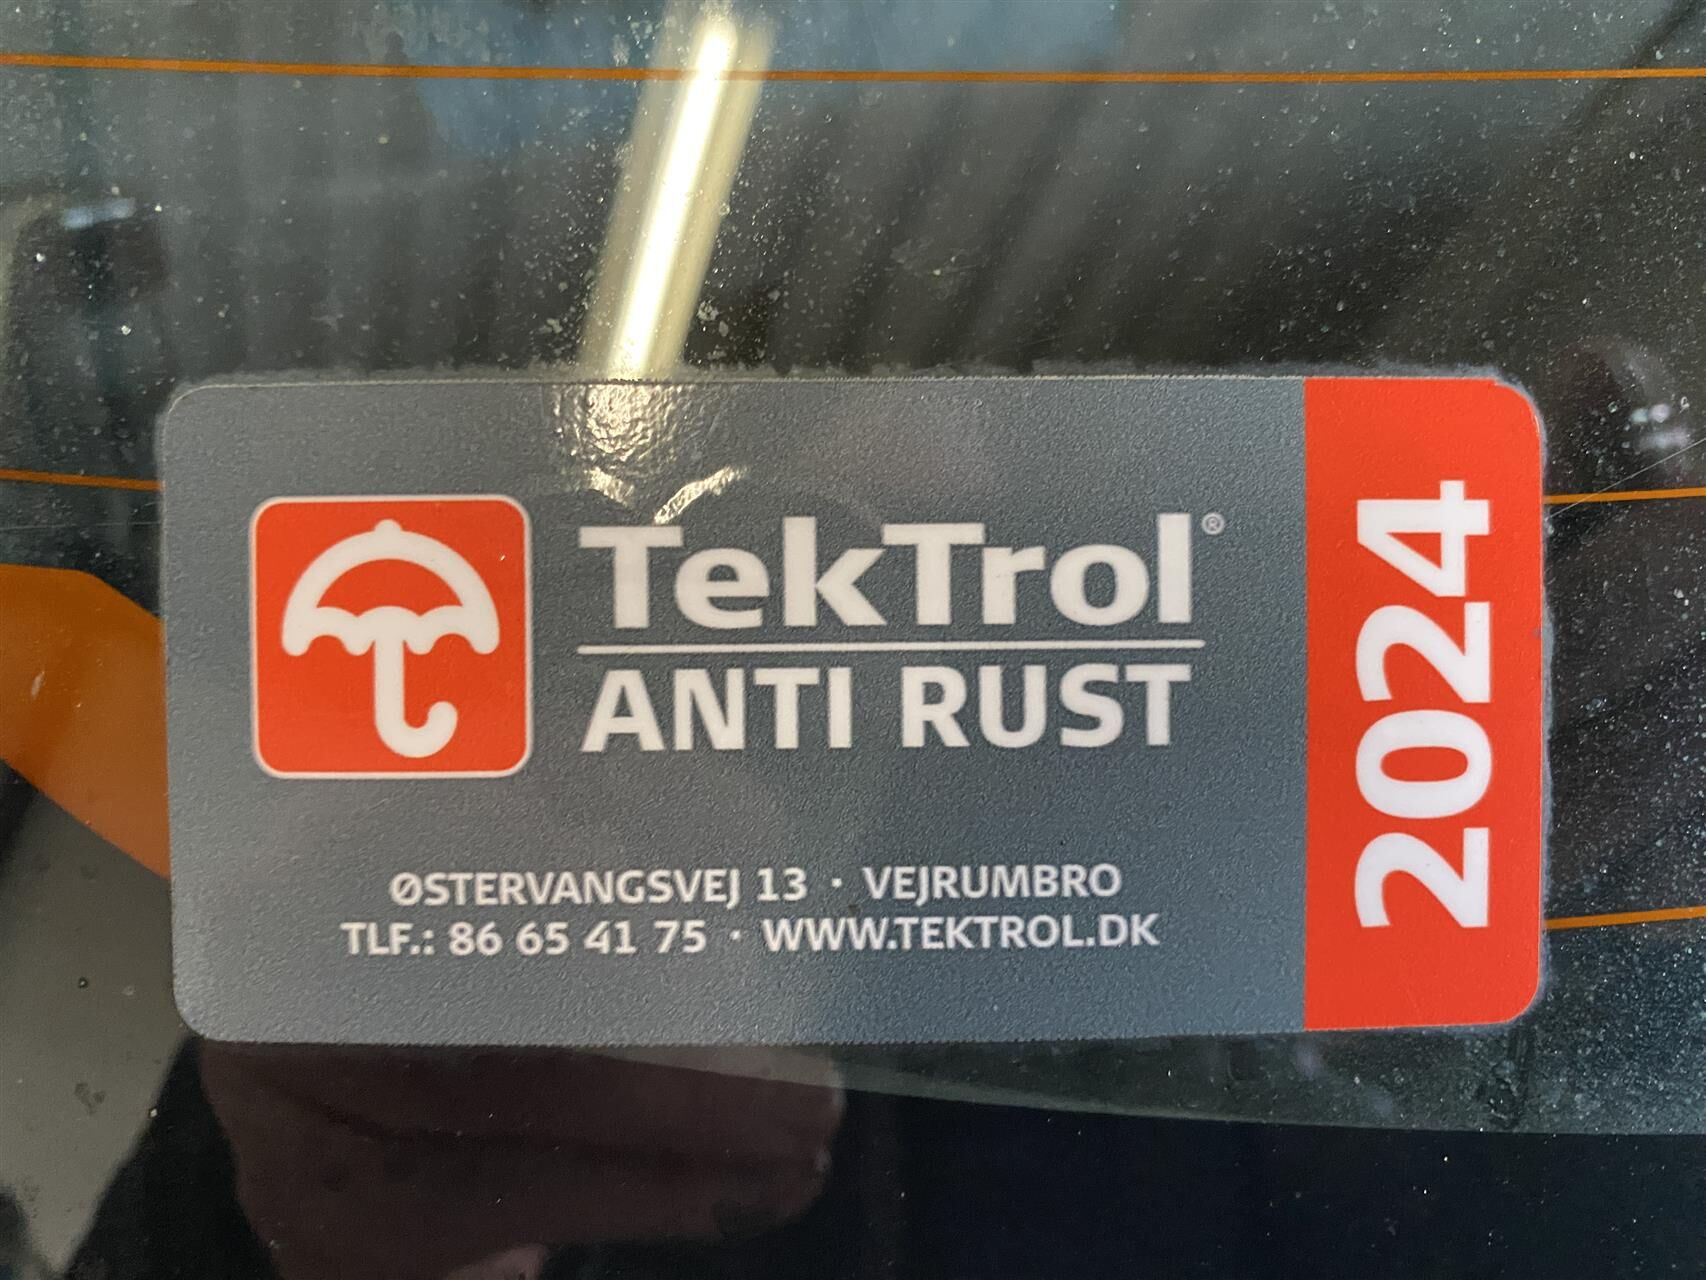 TekTrol®
ANTI RUST
ØSTERVANGSVEJ 13 · VEJRUMBRO
TLF.: 86 65 41 75 · WWW.TEKTROL.DK
2024